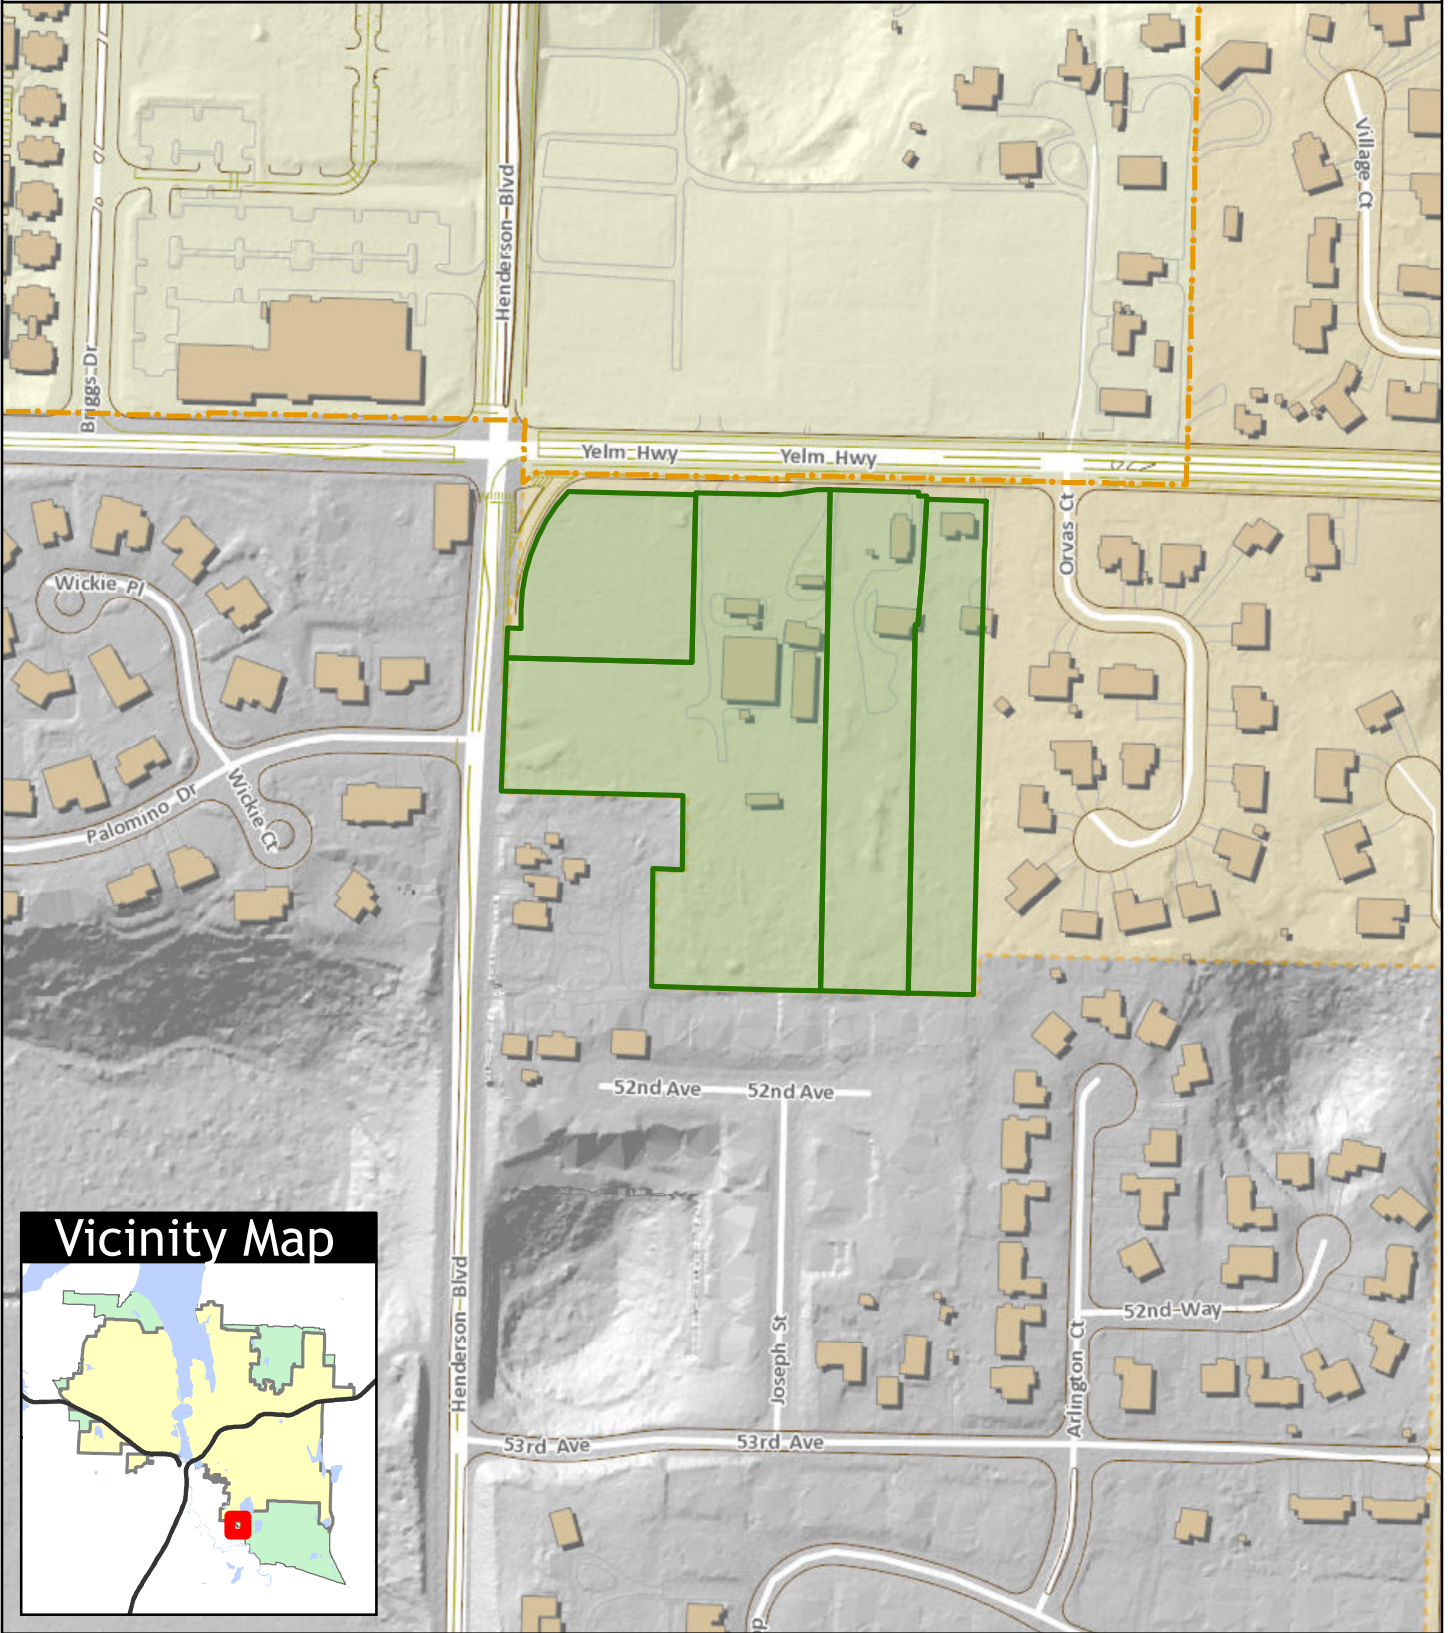 Village Ct
Henderson Blvd
Briggs Dr
Yelm Hwy
Yelm Hwy
Orvas Ct
Wickie Pl
Wickie Ct
Palomino Dr
52nd Ave
52nd Ave
Vicinity Map
Henderson Blvd
Joseph St
Arlington Ct
52nd Way
53rd Ave
53rd Ave